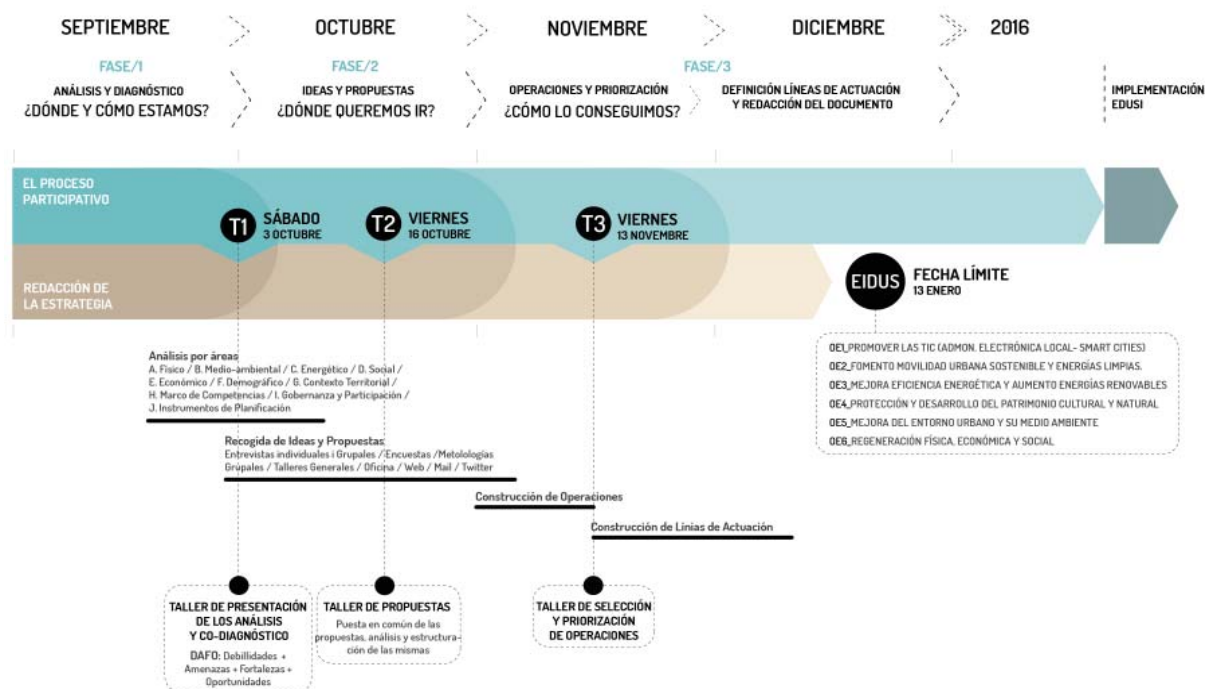 SEPTIEMBRE
OCTUBRE
NOVIEMBRE
DICIEMBRE
2016
FASE/1
FASE/2
FASE/3
ANÁLISIS Y DIAGNÓSTICO
¿DÓNDE Y CÓMO ESTAMOS?
IDEAS Y PROPUESTAS
¿DÓNDE QUEREMOS IR?
OPERACIONES Y PRIORIZACIÓN
¿CÓMO LO CONSEGUIMOS?
DEFINICIÓN LÍNEAS DE ACTUACIÓN
Y REDACCIÓN DEL DOCUMENTO
IMPLEMENTACIÓN
EDUSI
EL PROCESO
PARTICIPATIVO
T1
SÁBADO
3 OCTUBRE
T2
VIERNES
16 OCTUBRE
T3
VIERNES
13 NOVEMBRE
REDACCIÓN DE
LA ESTRATEGIA
EIDUS
FECHA LÍMITE
13 ENERO
OE1_PROMOVER LAS TIC (ADMON. ELECTRÓNICA LOCAL- SMART CITIES)
OE2_FOMENTO MOVILIDAD URBANA SOSTENIBLE Y ENERGÍAS LIMPIAS.
OE3_MEJORA EFICIENCIA ENERGÉTICA Y AUMENTO ENERGÍAS RENOVABLES
OE4_PROTECCIÓN Y DESARROLLO DEL PATRIMONIO CULTURAL Y NATURAL
OE5_MEJORA DEL ENTORNO URBANO Y SU MEDIO AMBIENTE
OE6_REGENERACIÓN FÍSICA, ECONÓMICA Y SOCIAL
Análisis por áreas
A. Físico / B. Medio-ambiental / C. Energético / D. Social /
E. Económico / F. Demográfico / G. Contexto Territorial /
H. Marco de Competencias / I. Gobernanza y Participación /
J. Instrumentos de Planificación
Recogida de Ideas y Propuestas
Entrevistas individuales i Grupales / Encuestas /Metolologías
Grupales / Talleres Generales / Oficina / Web / Mail / Twitter
Construcción de Operaciones
Construcción de Línias de Actuación
TALLER DE PRESENTACIÓN
DE LOS ANÁLISIS
Y CO-DIAGNÓSTICO
DAFO: Debillidades +
Amenazas + Fortalezas +
Oportunidades
TALLER DE PROPUESTAS
Puesta en común de las
propuestas, análisis y estructura-
ción de las mismas
TALLER DE SELECCIÓN
Y PRIORIZACIÓN
DE OPERACIONES